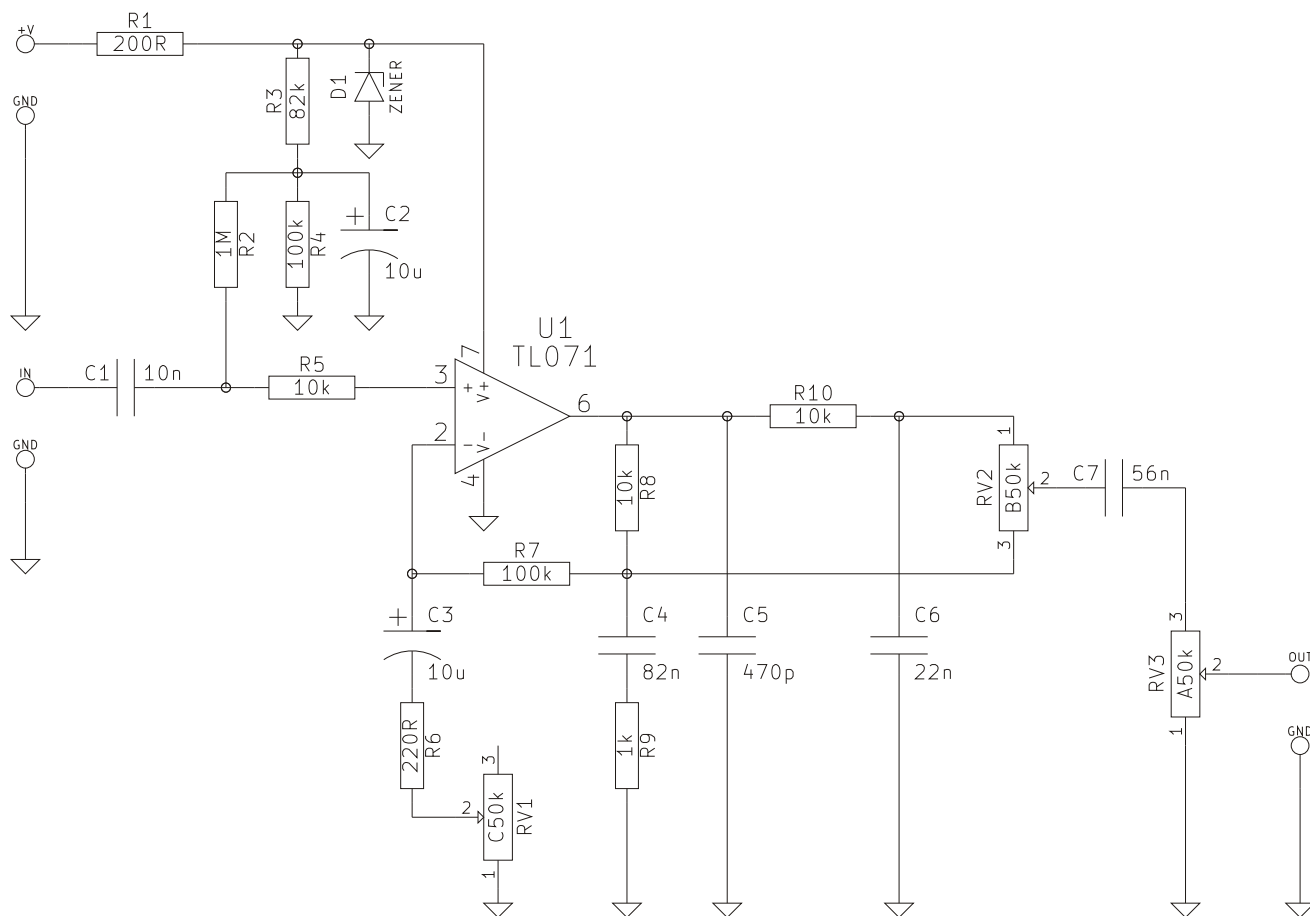 +V
R1
200R
GND
R3
82k
D1
ZENER
1M
R2
100k
R4
C2
10u
U1
TL071
IN
C1
10n
R5
10k
3
+
7
V+
2
-
V-
4
6
GND
R10
10k
10k
R8
1
RV2
B50k
2
3
C7
56n
R7
100k
C3
10u
C4
82n
C5
470p
C6
22n
3
RV3
A50k
2
1
OUT
GND
220R
R6
1k
R9
3
2
C50k
RV1
1